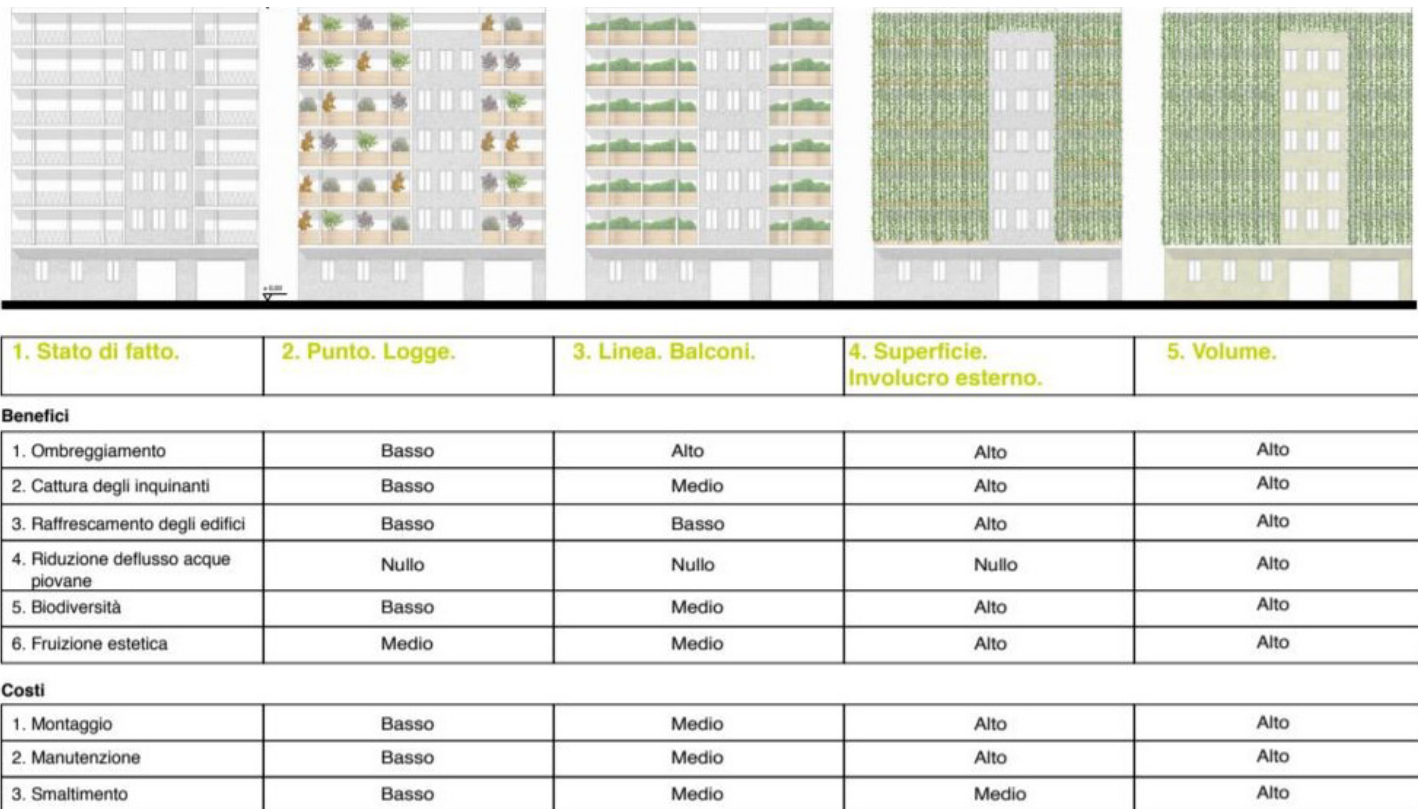 ± 0.00
1. Stato di fatto.
2. Punto. Logge.
3. Linea. Balconi.
4. Superficie.
Involucro esterno.
5. Volume.
Benefici
1. Ombreggiamento Basso Alto Alto Alto
2. Cattura degli inquinanti Basso Medio Alto Alto
3. Raffrescamento degli edifici Basso Basso Alto Alto
4. Riduzione deflusso acque
piovane Nullo Nullo Nullo Alto
5. Biodiversità Basso Medio Alto Alto
6. Fruizione estetica Medio Medio Alto Alto
Costi
1. Montaggio Basso Medio Alto Alto
2. Manutenzione Basso Medio Alto Alto
3. Smaltimento Basso Medio Medio Alto